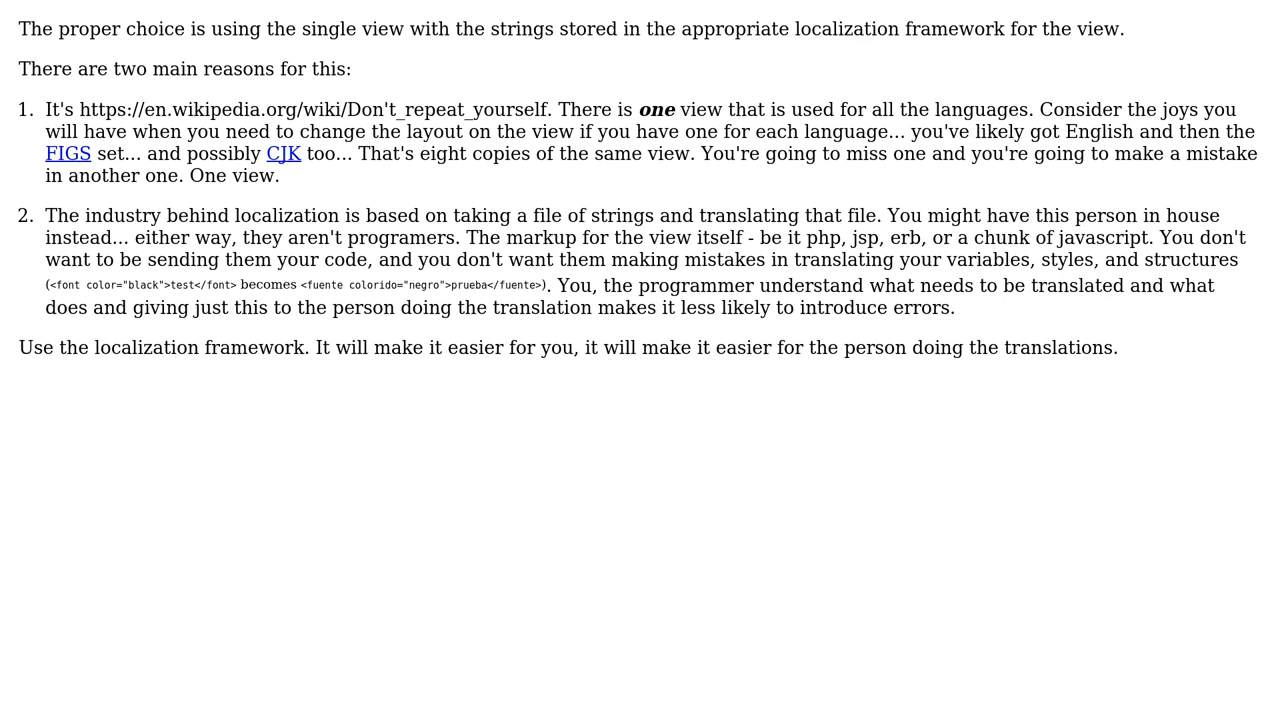 The proper choice is using the single view with the strings stored in the appropriate localization framework for the view.
There are two main reasons for this:
1. It's https://en.wikipedia.org/wiki/Don't_repeat_yourself. There is one view that is used for all the languages. Consider the joys you
will have when you need to change the layout on the view if you have one for each language... you've likely got English and then the
FIGS set... and possibly CJK too... That's eight copies of the same view. You're going to miss one and you're going to make a mistake
in another one. One view.
2. The industry behind localization is based on taking a file of strings and translating that file. You might have this person in house
instead... either way, they aren't programers. The markup for the view itself - be it php, jsp, erb, or a chunk of javascript. You don't
want to be sending them your code, and you don't want them making mistakes in translating your variables, styles, and structures
(<font color="black">test</font> becomes <fuente colorido="negro">prueba</fuente>). You, the programmer understand what needs to be translated and what
does and giving just this to the person doing the translation makes it less likely to introduce errors.
Use the localization framework. It will make it easier for you, it will make it easier for the person doing the translations.